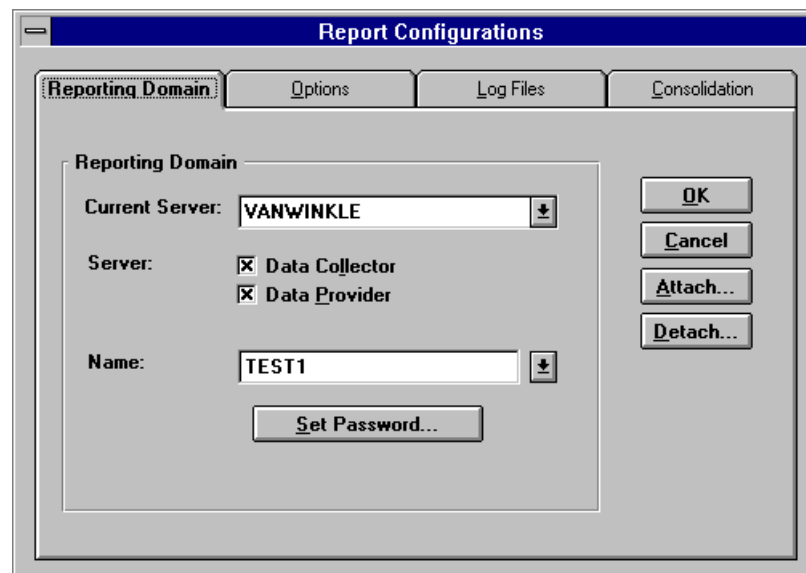 Report Configurations
Reporting Domain
Options
Log Files
Consolidation
Reporting Domain
Current Server: VANWINKLE
Server: Data Collector
Data Provider
Name: TEST1
Set Password...
OK
Cancel
Attach...
Detach...